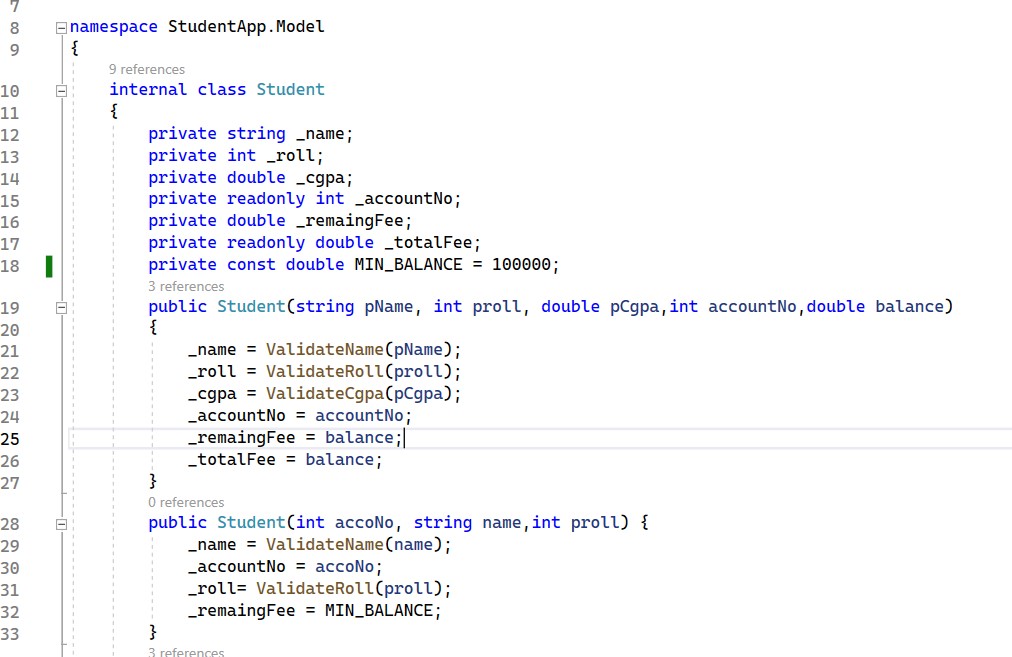 7
8 namespace StudentApp.Model
9 {
9 references
10 internal class Student
11 {
12 private string _name;
13 private int _roll;
14 private double _cgpa;
15 private readonly int _accountNo;
16 private double _remaingFee;
17 private readonly double _totalFee;
18 private const double MIN_BALANCE = 100000;
3 references
19 public Student(string pName, int proll, double pCgpa,int accountNo,double balance)
20 {
21 _name = ValidateName(pName);
22 _roll = ValidateRoll(proll);
23 _cgpa = ValidateCgpa(pCgpa);
24 _accountNo = accountNo;
25 _remaingFee = balance;
26 _totalFee = balance;
27 }
0 references
28 public Student(int accoNo, string name,int proll) {
29 _name = ValidateName(name);
30 _accountNo = accoNo;
31 _roll= ValidateRoll(proll);
32 _remaingFee = MIN_BALANCE;
33 }
3 references